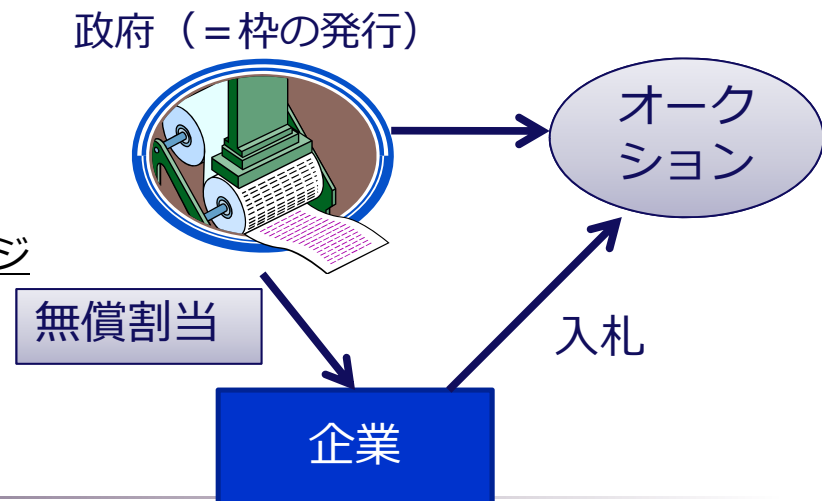 政府（＝枠の発行）
オーク
ション
ジ
無償割当
入札
企業